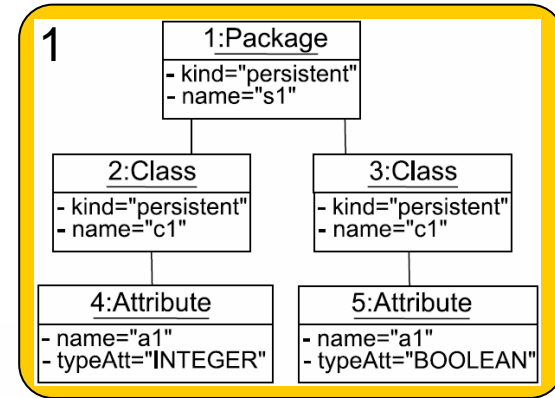 1
1:Package
- kind="persistent"
- name="s1"
2:Class
- kind="persistent"
- name="c1"
3:Class
- kind="persistent"
- name="c1"
4:Attribute
- name="a1"
- typeAtt="INTEGER"
5:Attribute
- name="a1"
- typeAtt="BOOLEAN"